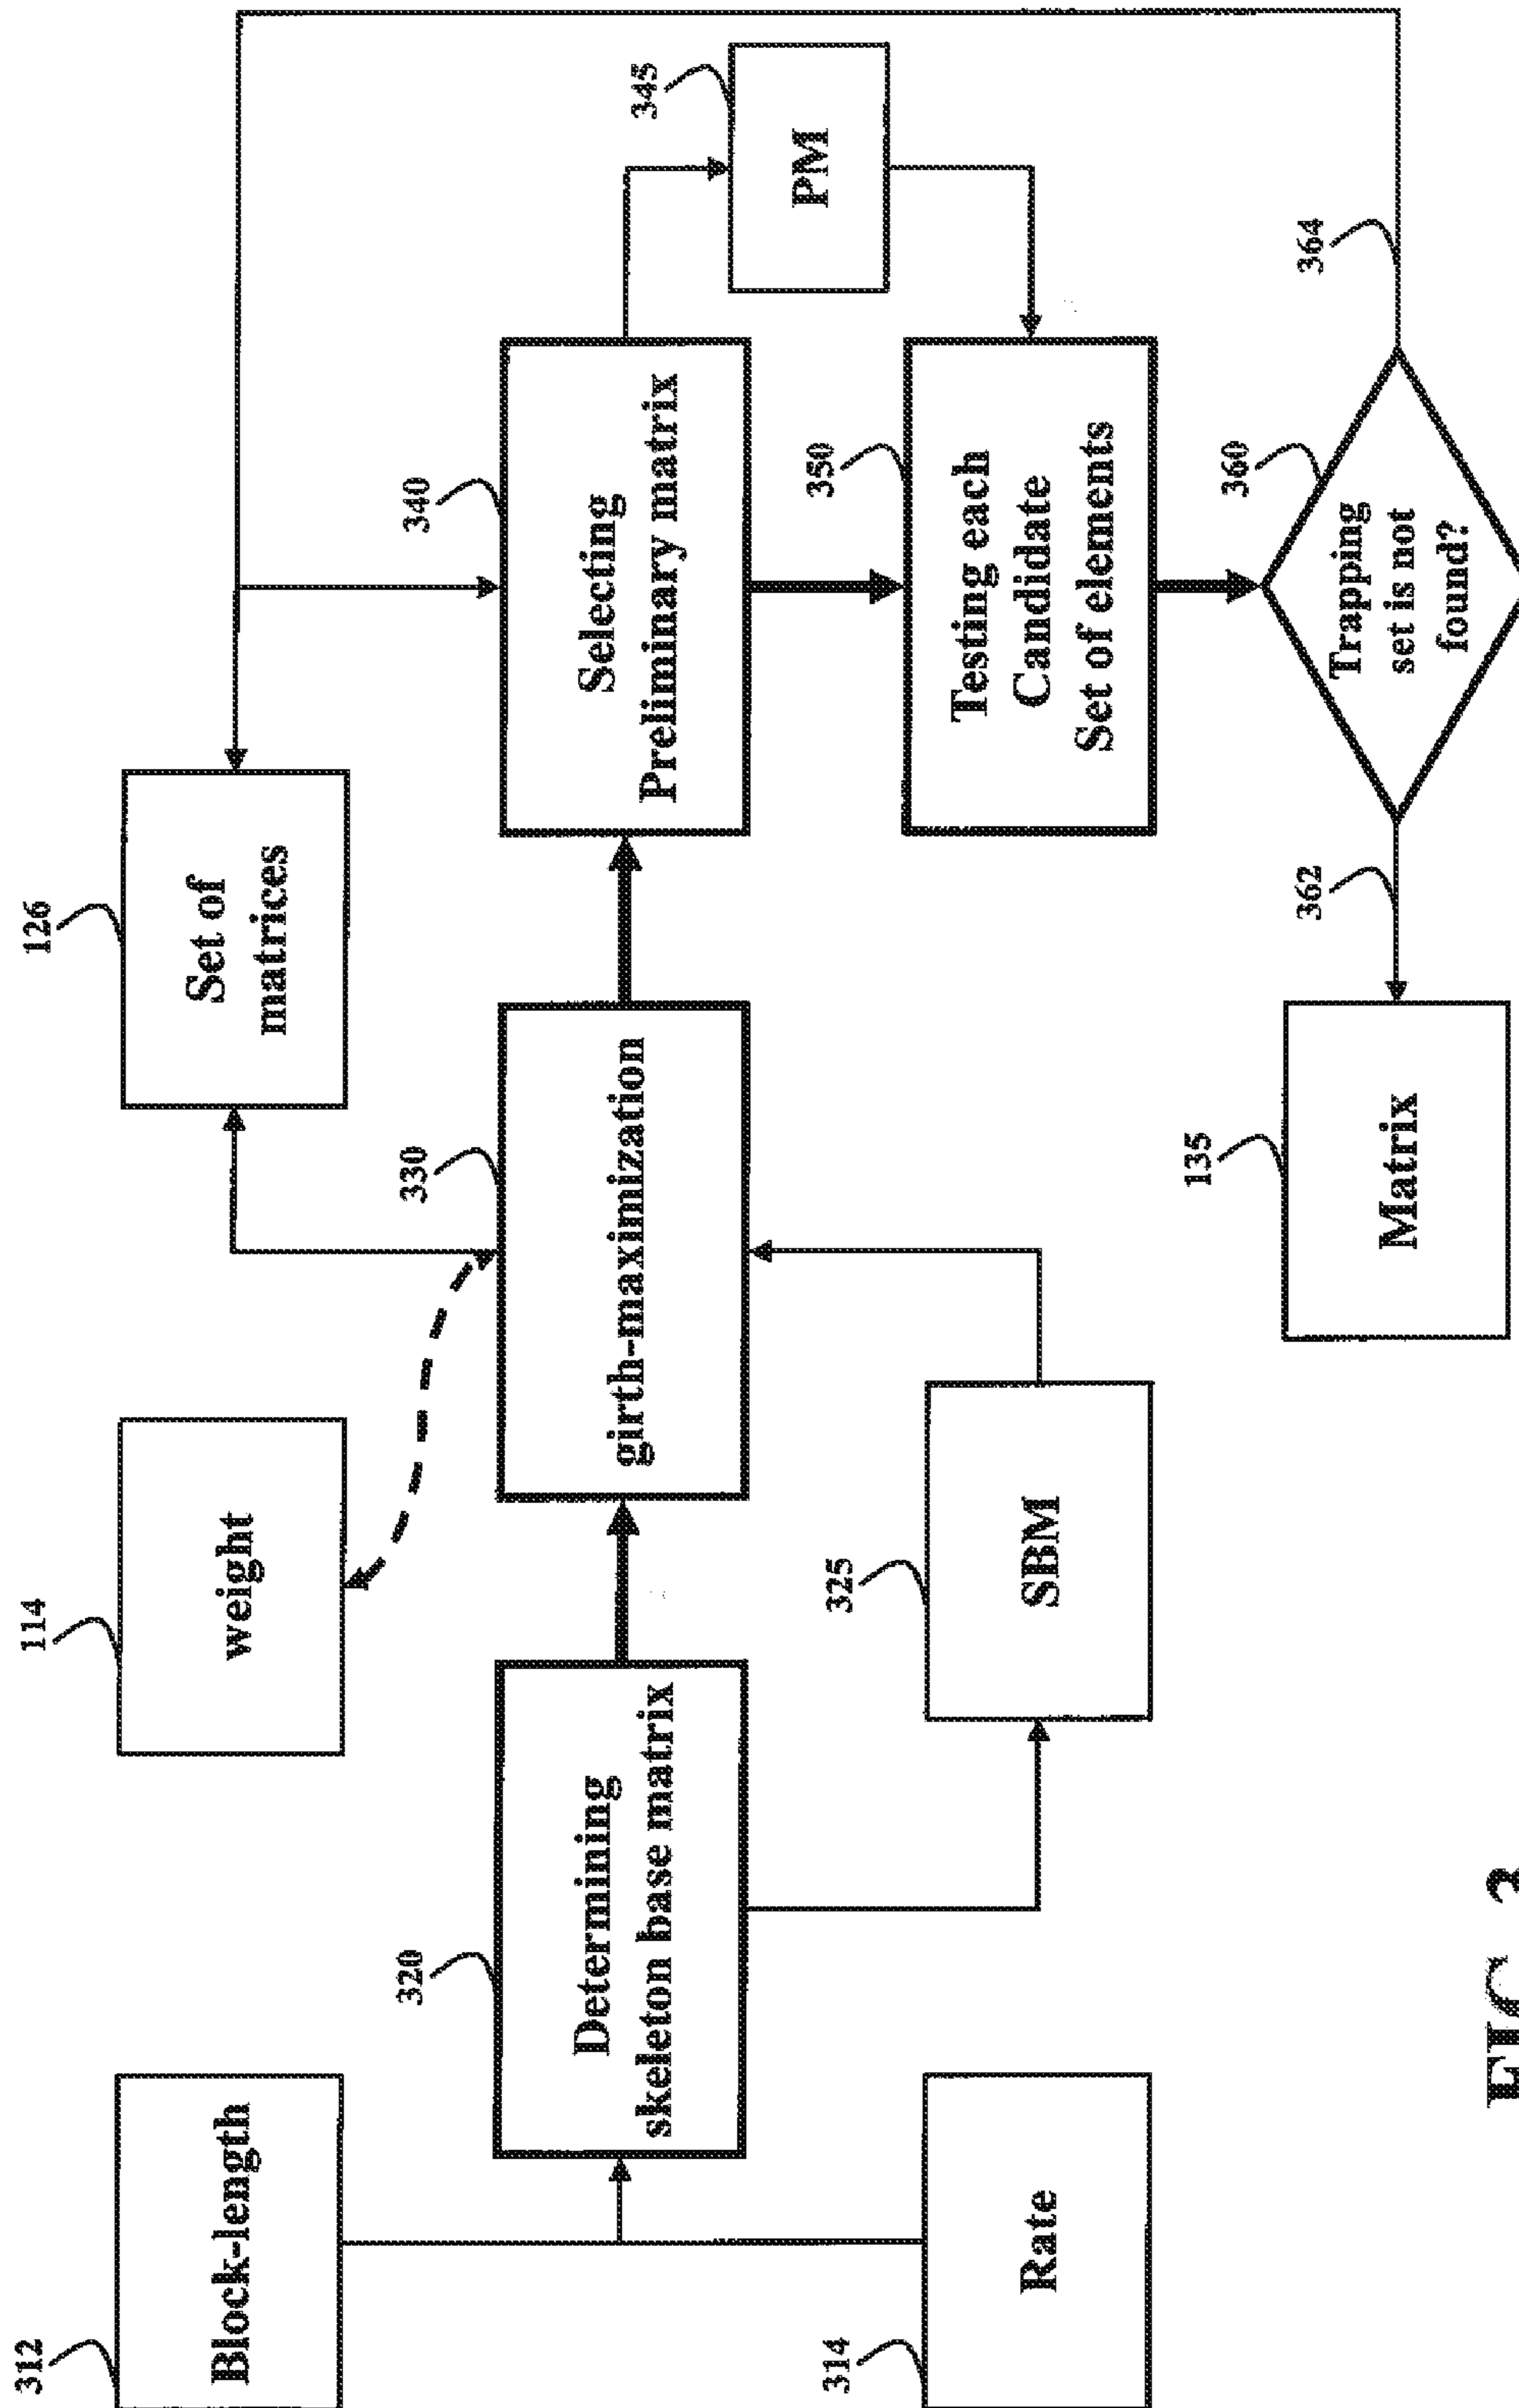 312
Block-length
314
Rate
320
Determining
skeleton base matrix
325
SBM
114
weight
330
girth-maximization
126
Set of
matrices
340
Selecting
Preliminary matrix
345
PM
350
Testing each
Candidate
Set of elements
360
Trapping
set is not
found?
362
364
135
Matrix
FIG. 3